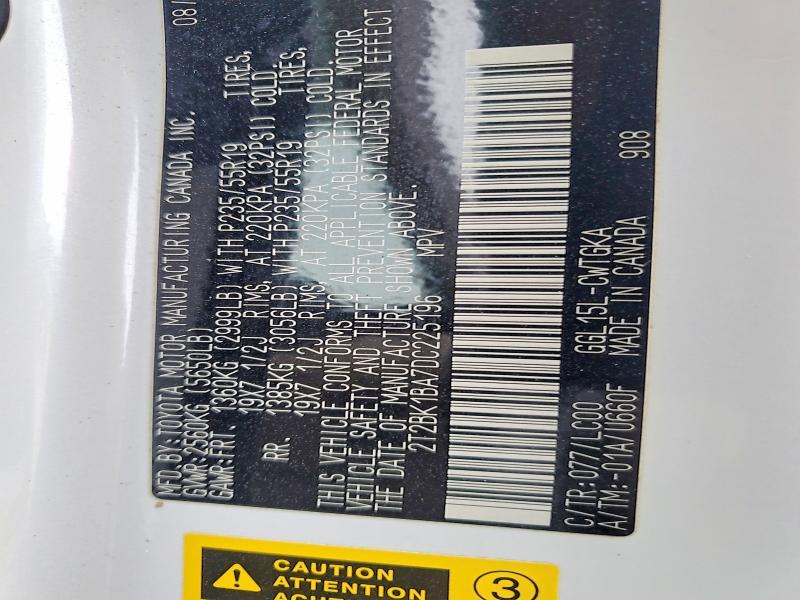 MFD.BY:TOYOTA MOTOR MANUFACTURING CANADA INC. 08/
GVWR:2560KG(5650LB)
GAWR:FRT. 1360KG(2999LB) WITH P235/55R19 TIRES,
19X7 1/2J RIMS, AT 220KPA(32PSI) COLD.
RR. 1385KG(3056LB) WITH P235/55R19 TIRES,
19X7 1/2J RIMS, AT 220KPA(32PSI) COLD.
THIS VEHICLE CONFORMS TO ALL APPLICABLE FEDERAL MOTOR
VEHICLE SAFETY AND THEFT PREVENTION STANDARDS IN EFFECT
THE DATE OF MANUFACTURE SHOWN ABOVE.
2T2BK1BA7DC225196 MPV
C/TR:077/LC00 GGL15L-CWTGKA
A/TM:-01A/U660F MADE IN CANADA 908
CAUTION
ATTENTION
3